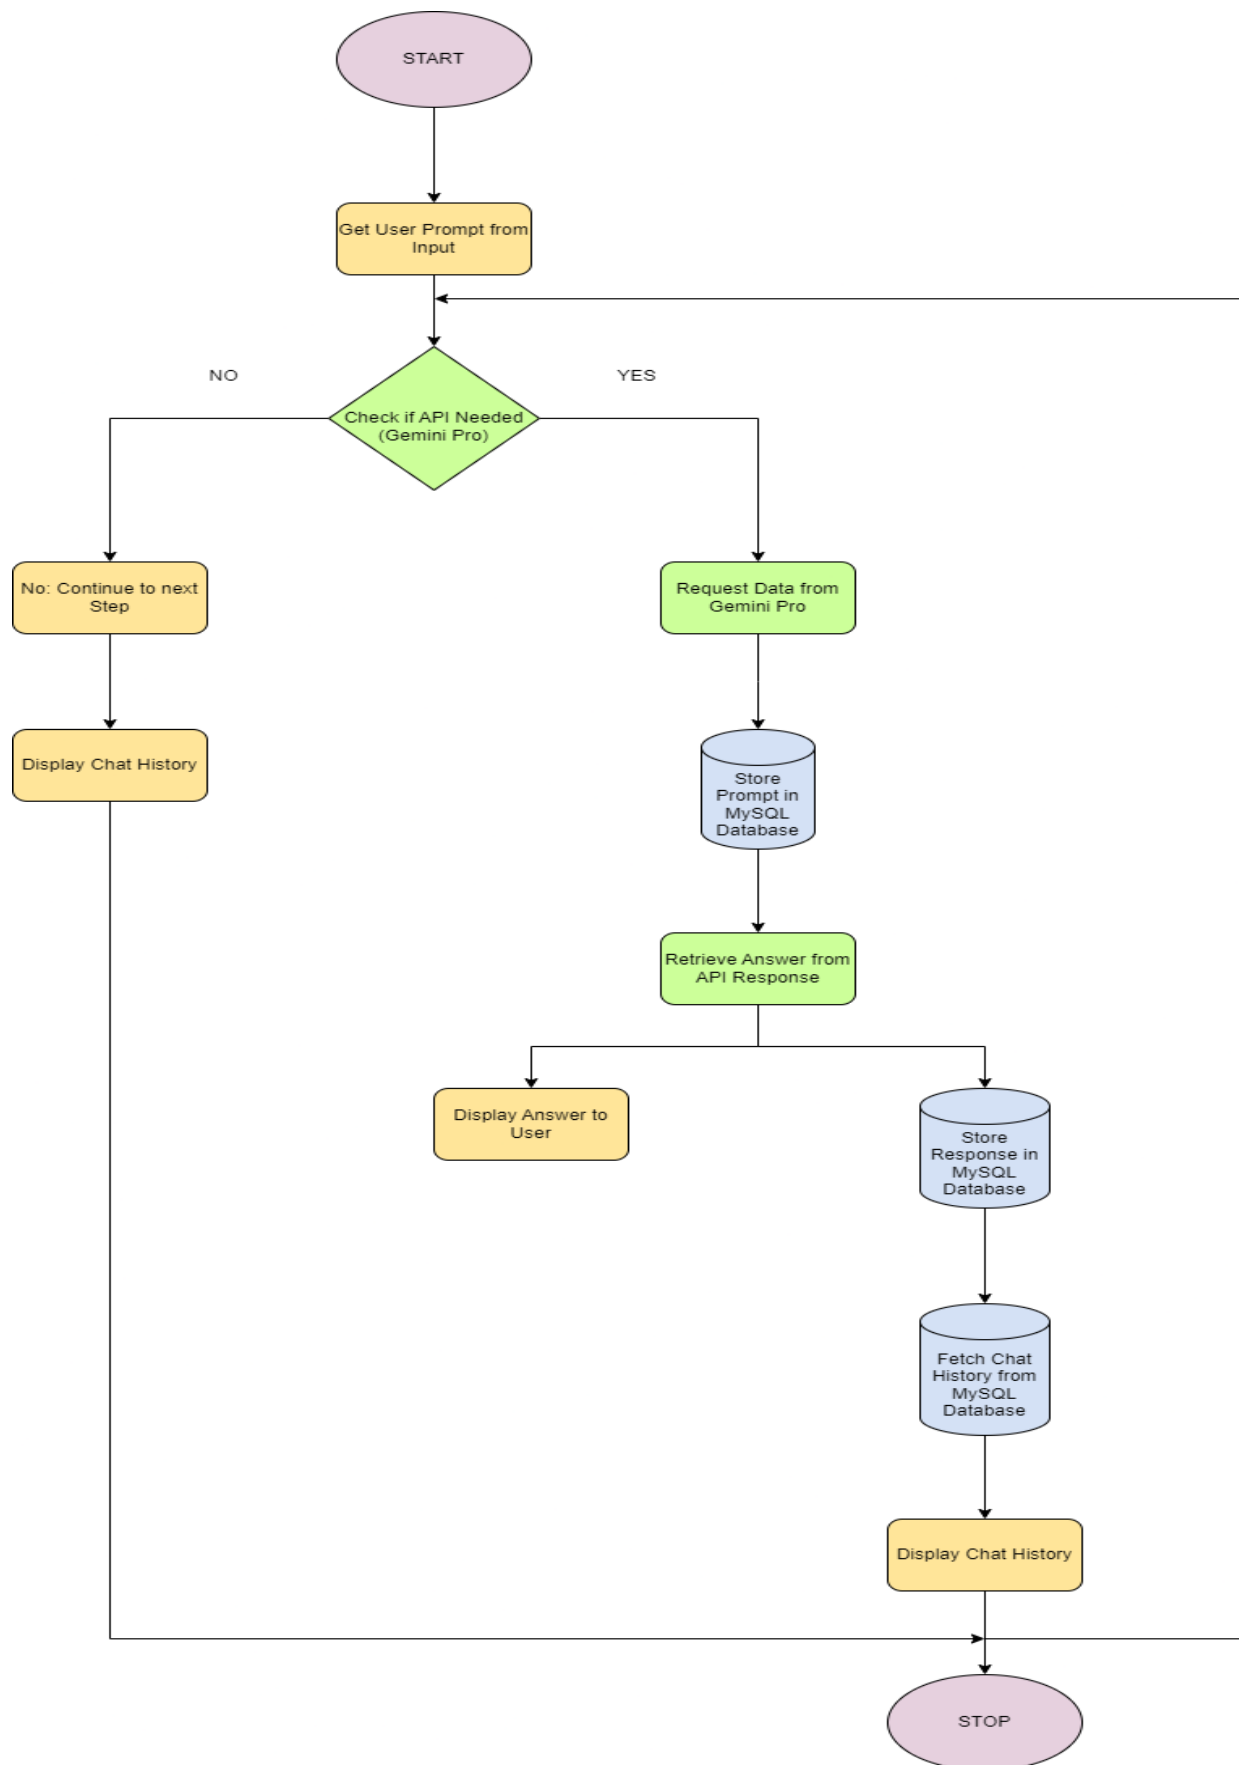 START
Get User Prompt from
Input
NO
YES
Check if API Needed
(Gemini Pro)
No: Continue to next
Step
Request Data from
Gemini Pro
Display Chat History
Store
Prompt in
MySQL
Database
Retrieve Answer from
API Response
Display Answer to
User
Store
Response in
MySQL
Database
Fetch Chat
History from
MySQL
Database
Display Chat History
STOP